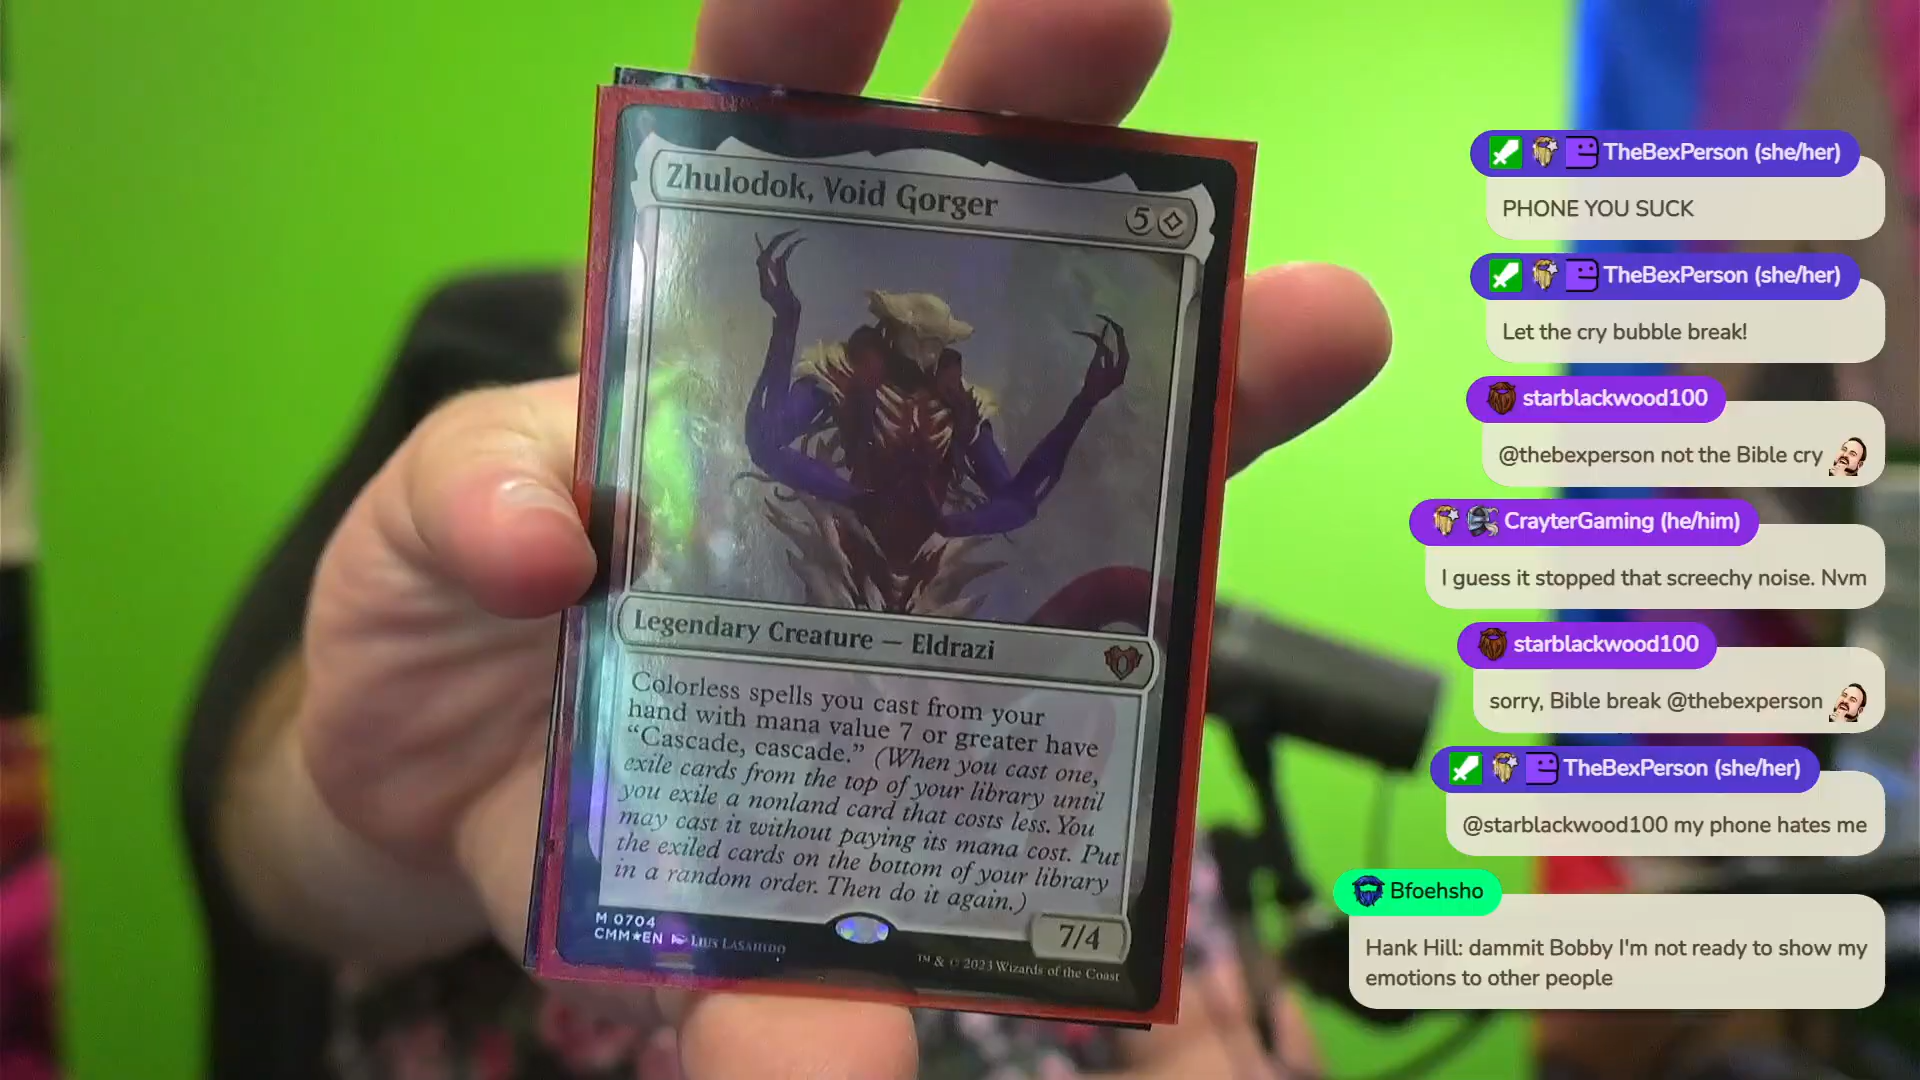 Zhulodok, Void Gorger
5
Legendary Creature — Eldrazi
Colorless spells you cast from your
hand with mana value 7 or greater have
“Cascade, cascade.” (When you cast one,
exile cards from the top of your library until
you exile a nonland card that costs less. You
may cast it without paying its mana cost. Put
the exiled cards on the bottom of your library
in a random order. Then do it again.)
7/4
M 0704
CMM★EN LIUS LASAHIDO
™ & © 2023 Wizards of the Coast
TheBexPerson (she/her)
PHONE YOU SUCK
TheBexPerson (she/her)
Let the cry bubble break!
starblackwood100
@thebexperson not the Bible cry
CrayterGaming (he/him)
I guess it stopped that screechy noise. Nvm
starblackwood100
sorry, Bible break @thebexperson
TheBexPerson (she/her)
@starblackwood100 my phone hates me
Bfoehsho
Hank Hill: dammit Bobby I'm not ready to show my
emotions to other people